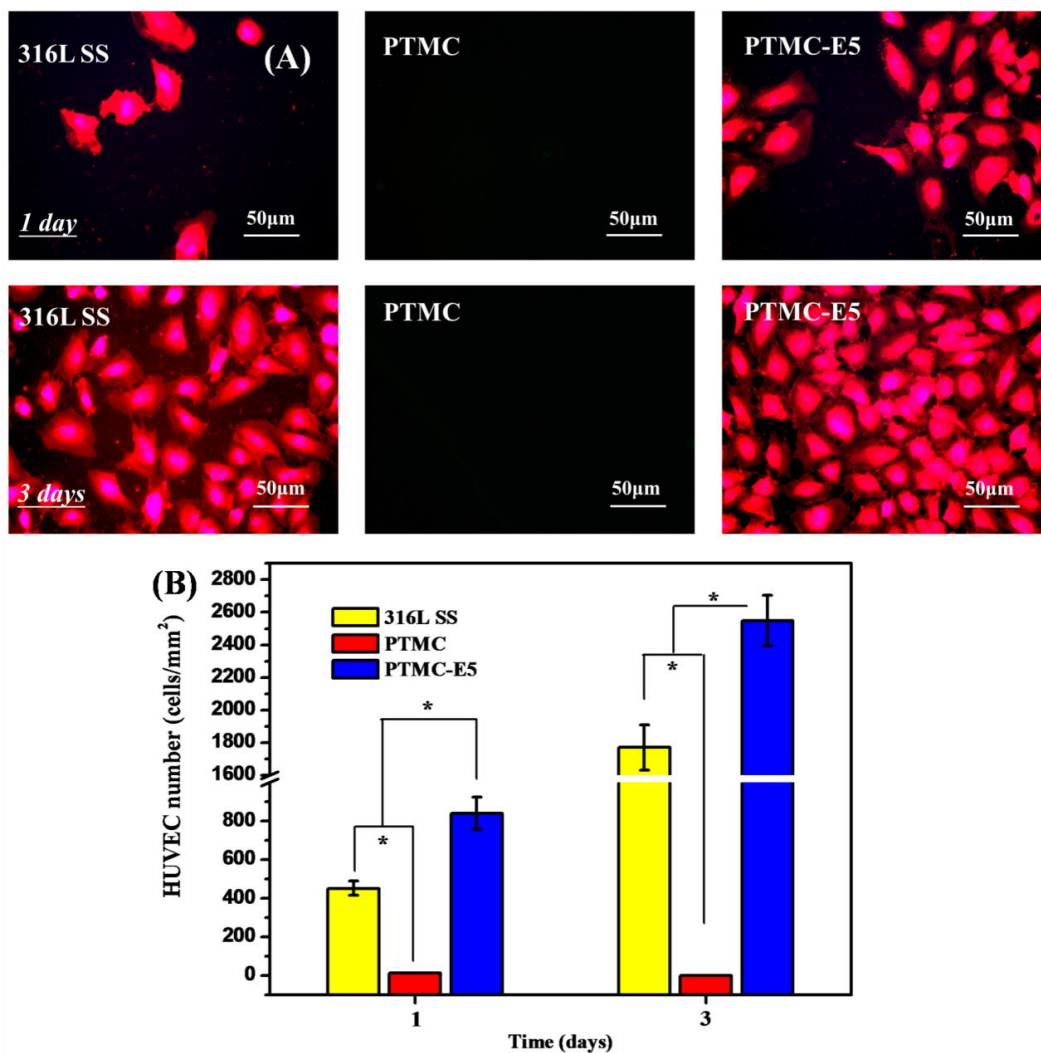 316L SS
(A)
1 day
50μm
PTMC
50μm
PTMC-E5
50μm
316L SS
3 days
50μm
PTMC
50μm
PTMC-E5
50μm
(B)
HUVEC number (cells/mm²)
2800
2600
2400
2200
2000
1800
1600
800
600
400
200
0
316L SS
PTMC
PTMC-E5
*
*
*
*
1
3
Time (days)